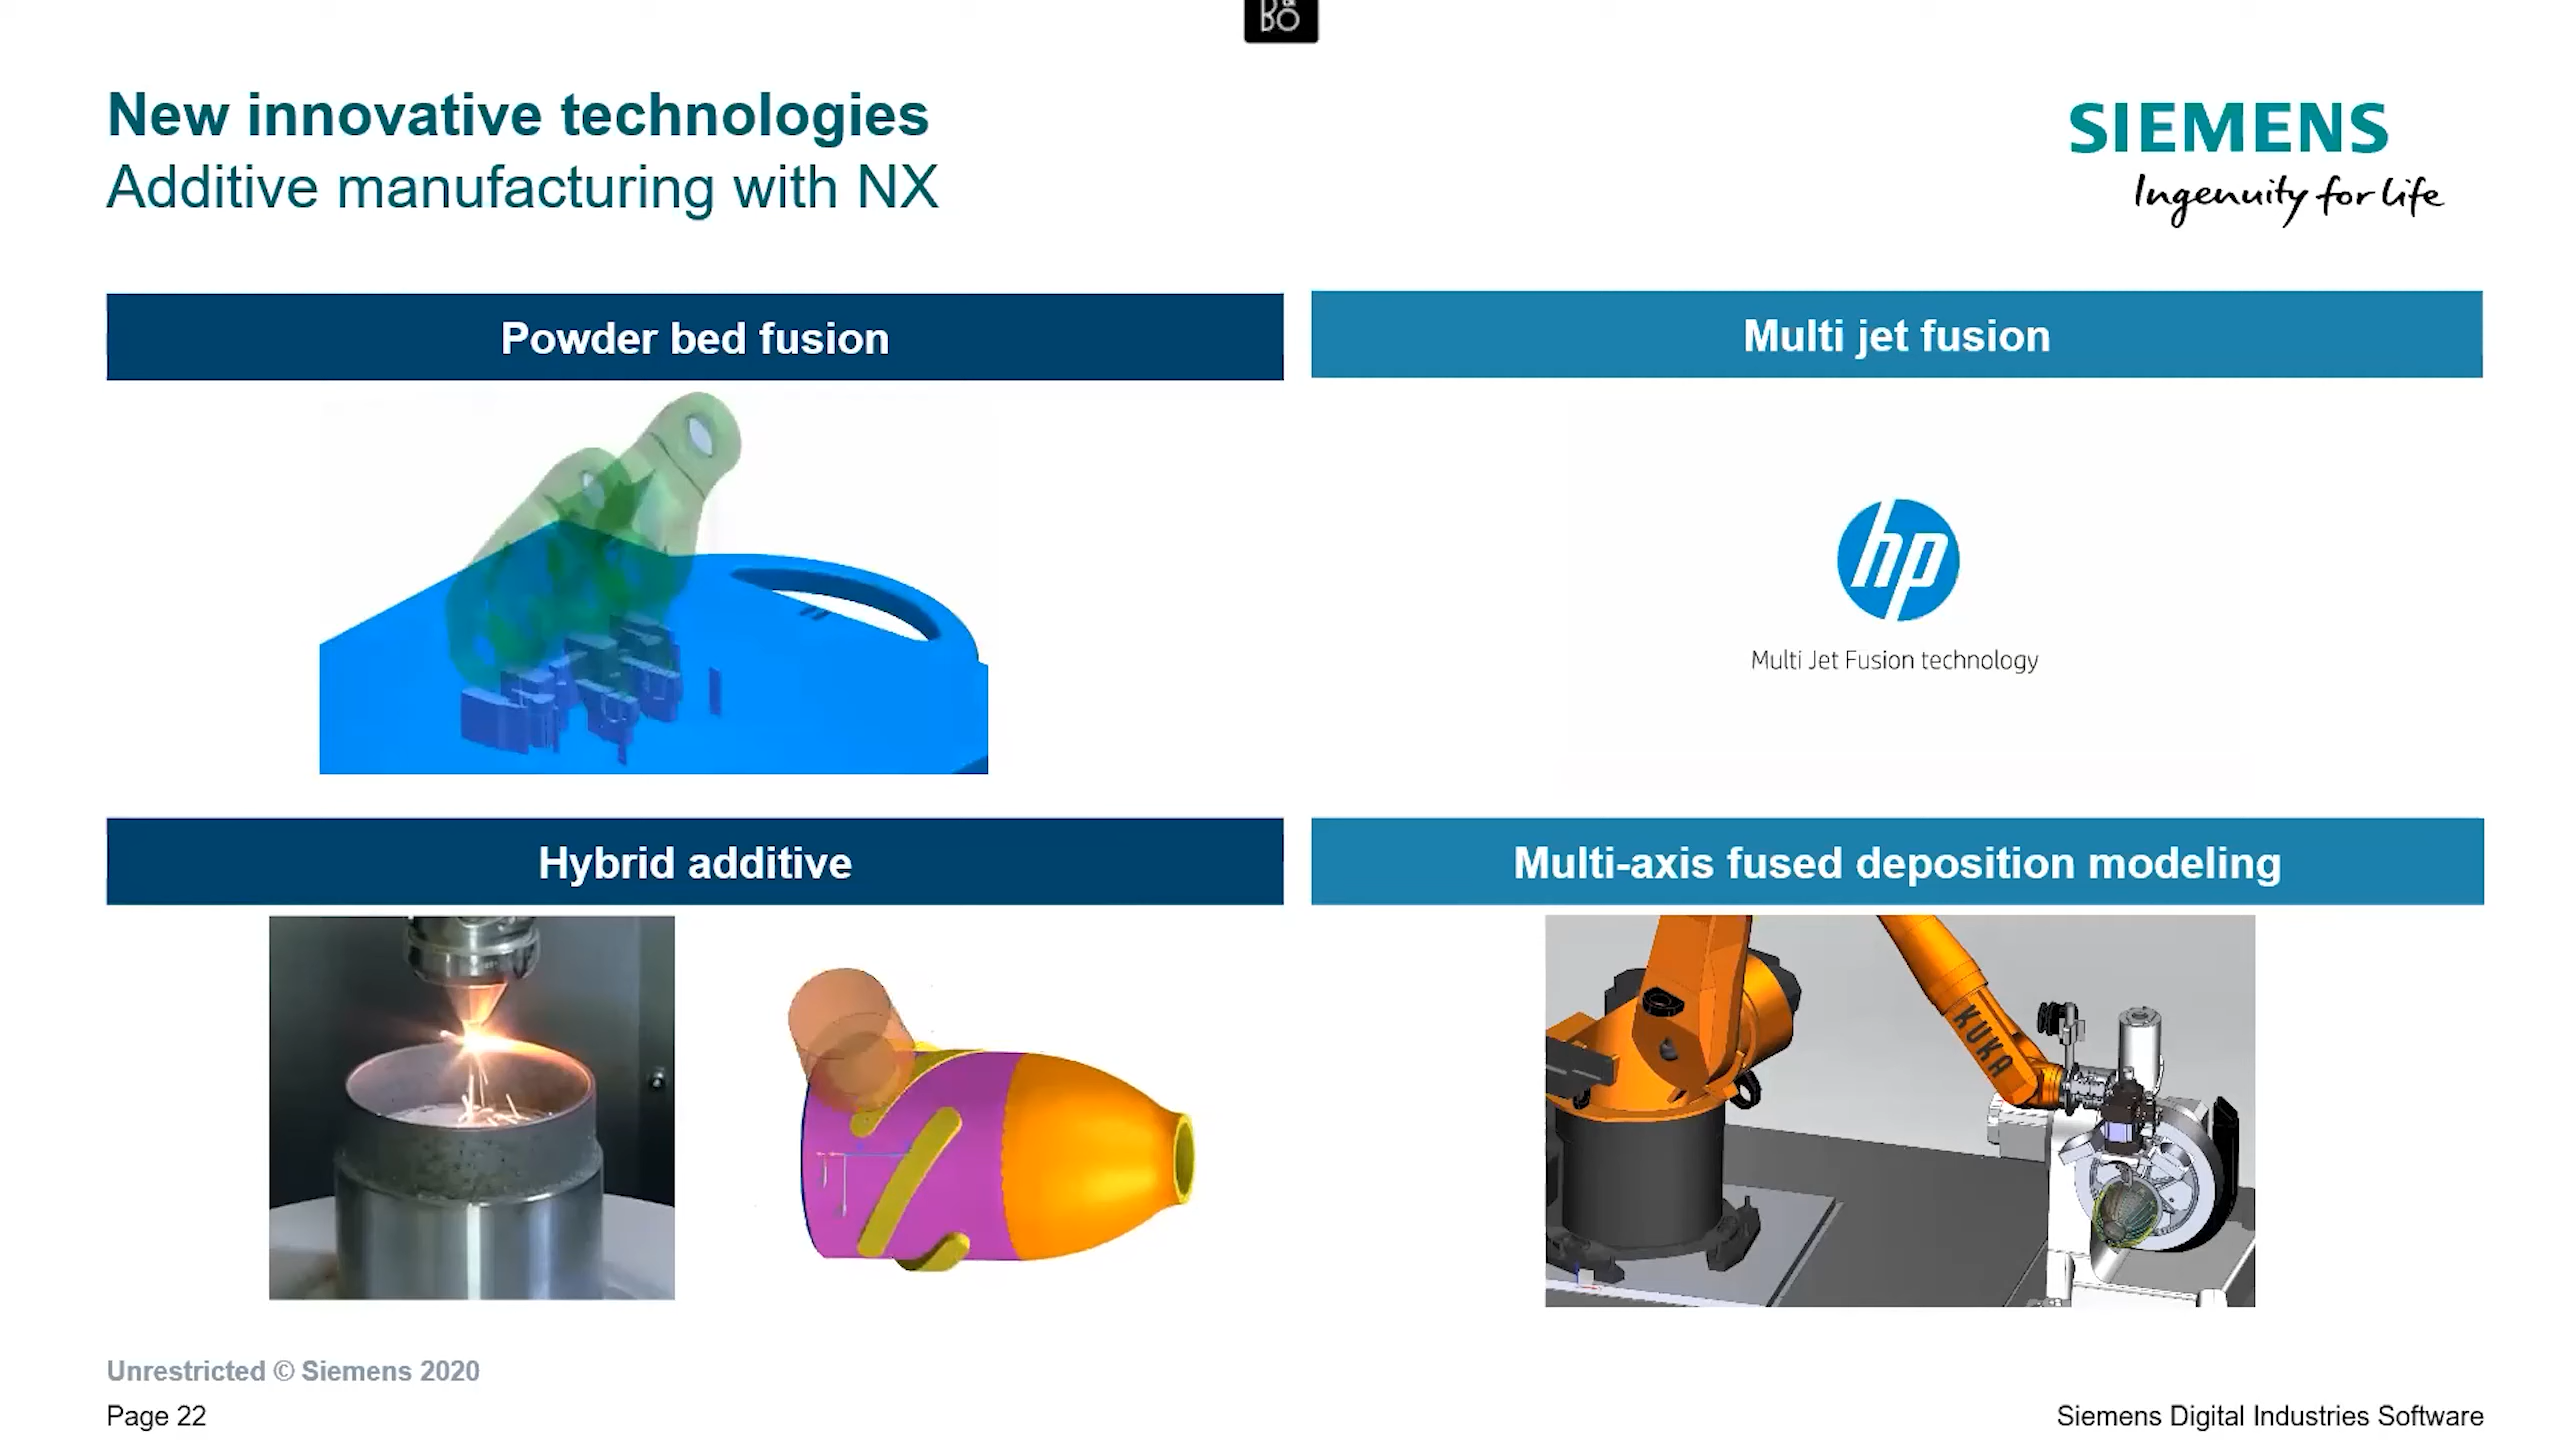 BO
New innovative technologies
Additive manufacturing with NX
SIEMENS
Ingenuity for life
Powder bed fusion
Multi jet fusion
hp
Multi Jet Fusion technology
Hybrid additive
Multi-axis fused deposition modeling
KUKA
Unrestricted © Siemens 2020
Page 22
Siemens Digital Industries Software